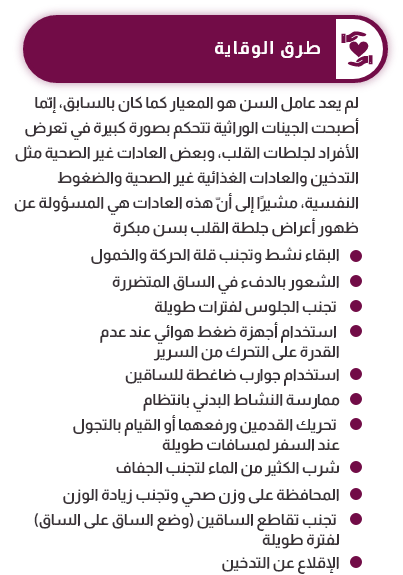 طرق الوقاية
لم يعد عامل السن هو المعيار كما كان بالسابق، إنّما
أصبحت الجينات الوراثية تتحكم بصورة كبيرة في تعرض
الأفراد لجلطات القلب، وبعض العادات غير الصحية مثل
التدخين والعادات الغذائية غير الصحية والضغوط
النفسية، مشيرًا إلى أنّ هذه العادات هي المسؤولة عن
ظهور أعراض جلطة القلب بسن مبكرة
البقاء نشط وتجنب قلة الحركة والخمول
الشعور بالدفء في الساق المتضررة
تجنب الجلوس لفترات طويلة
استخدام أجهزة ضغط هوائي عند عدم
القدرة على التحرك من السرير
استخدام جوارب ضاغطة للساقين
ممارسة النشاط البدني بانتظام
تحريك القدمين ورفعهما أو القيام بالتجول
عند السفر لمسافات طويلة
شرب الكثير من الماء لتجنب الجفاف
المحافظة على وزن صحي وتجنب زيادة الوزن
تجنب تقاطع الساقين (وضع الساق على الساق)
لفترة طويلة
الإقلاع عن التدخين